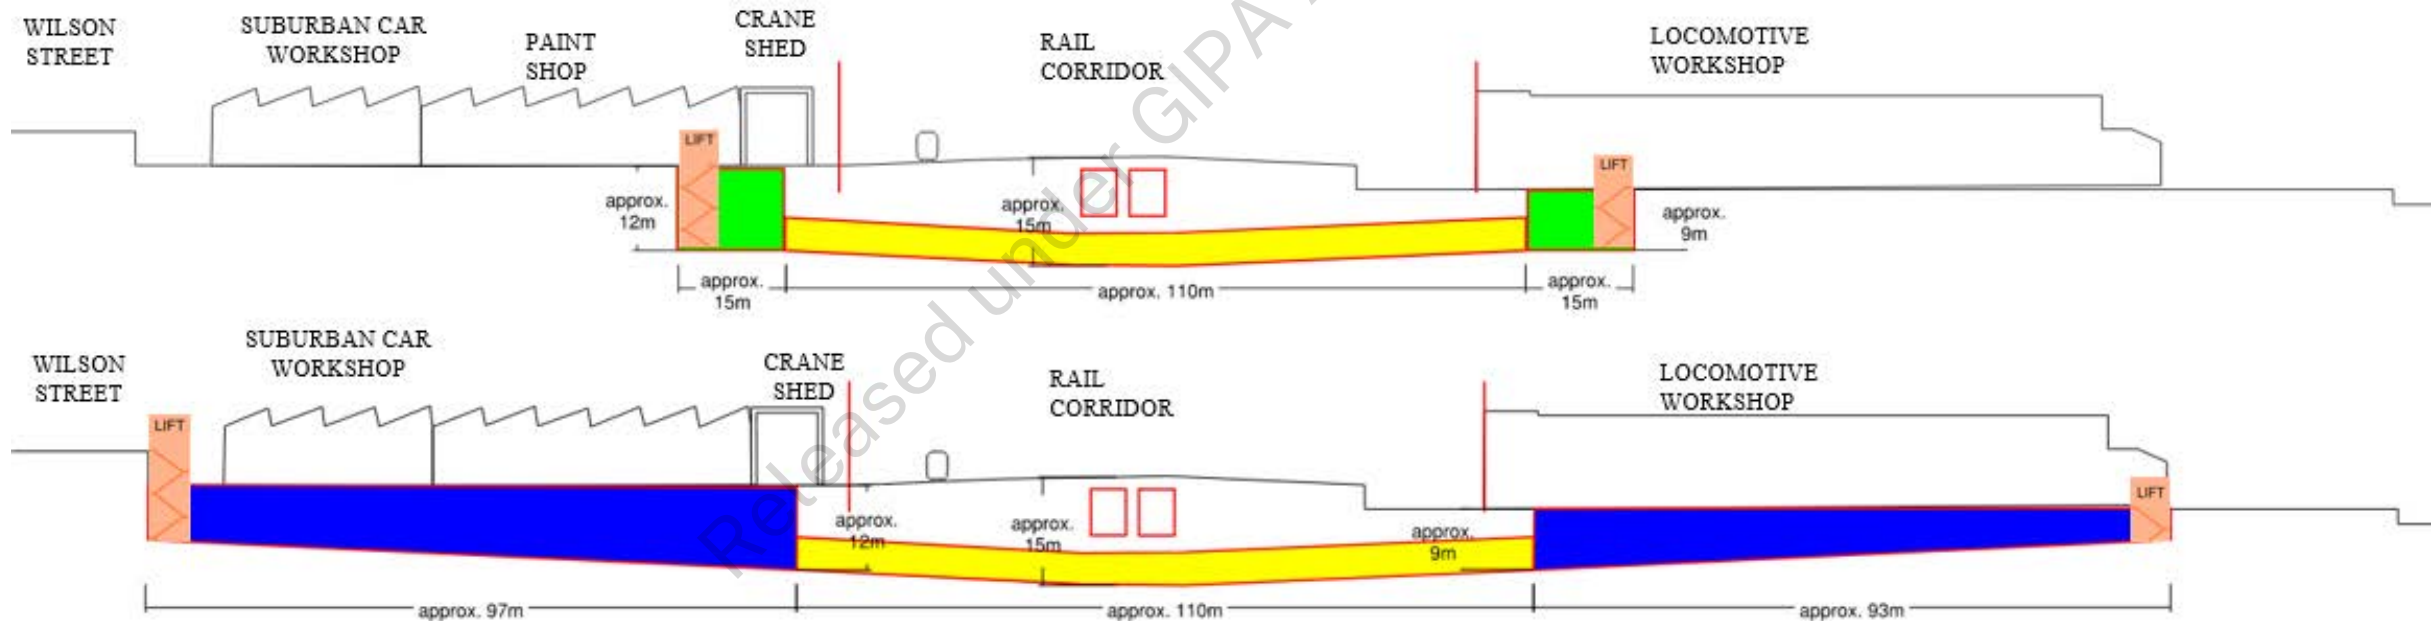 WILSON
STREET
SUBURBAN CAR
WORKSHOP
PAINT
SHOP
CRANE
SHED
RAIL
CORRIDOR
LOCOMOTIVE
WORKSHOP
LIFT
LIFT
approx.
12m
approx.
15m
approx.
9m
approx.
15m
approx. 110m
approx.
15m
WILSON
STREET
SUBURBAN CAR
WORKSHOP
CRANE
SHED
RAIL
CORRIDOR
LOCOMOTIVE
WORKSHOP
LIFT
LIFT
approx.
12m
approx.
15m
approx.
9m
approx. 97m
approx. 110m
approx. 93m
Released under GIPA